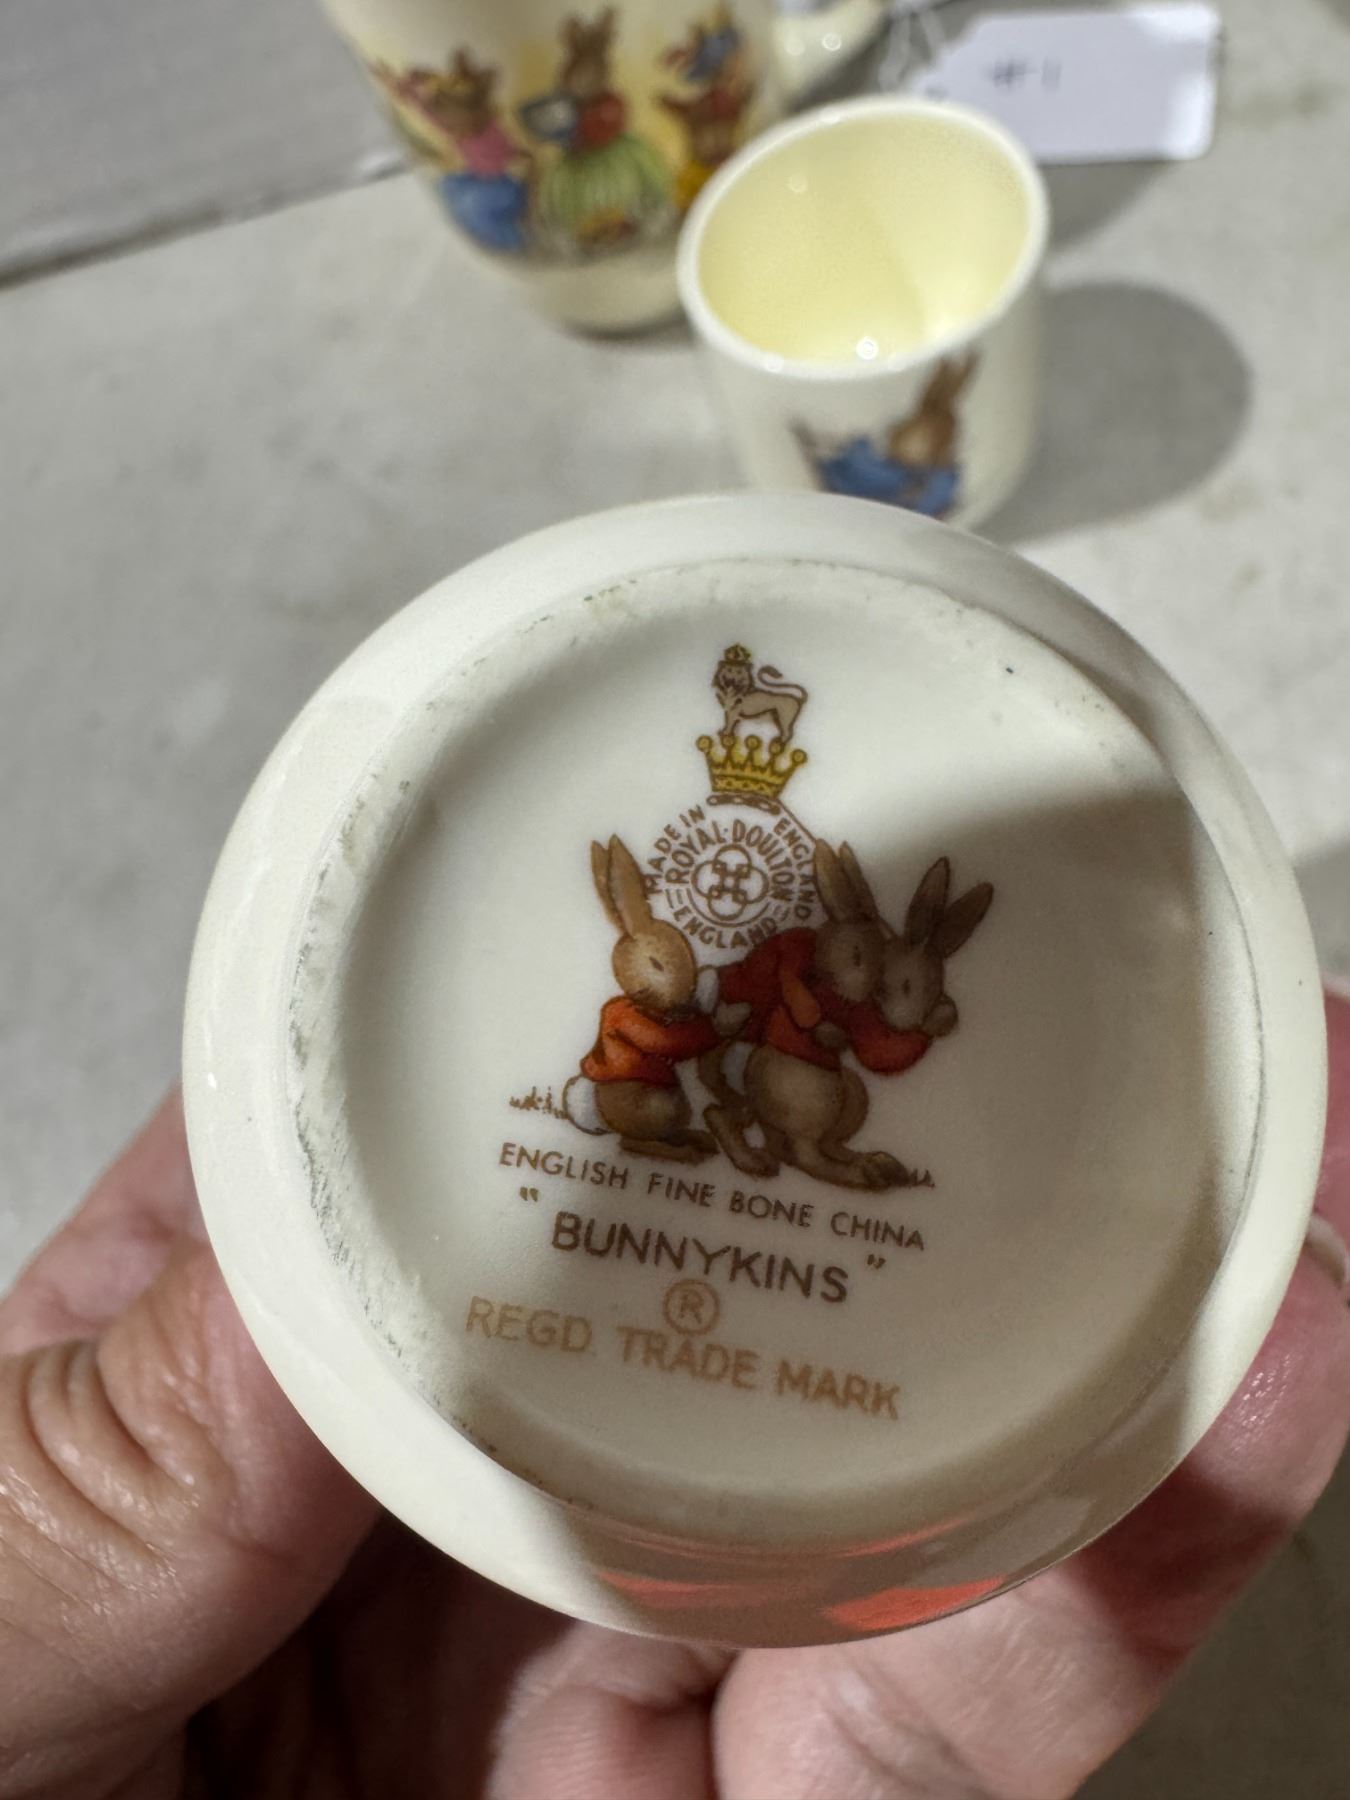 #1
MADE IN ENGLAND
ROYAL·DOULTON
ENGLAND
ENGLISH FINE BONE CHINA
"BUNNYKINS"
®
REGD. TRADE MARK